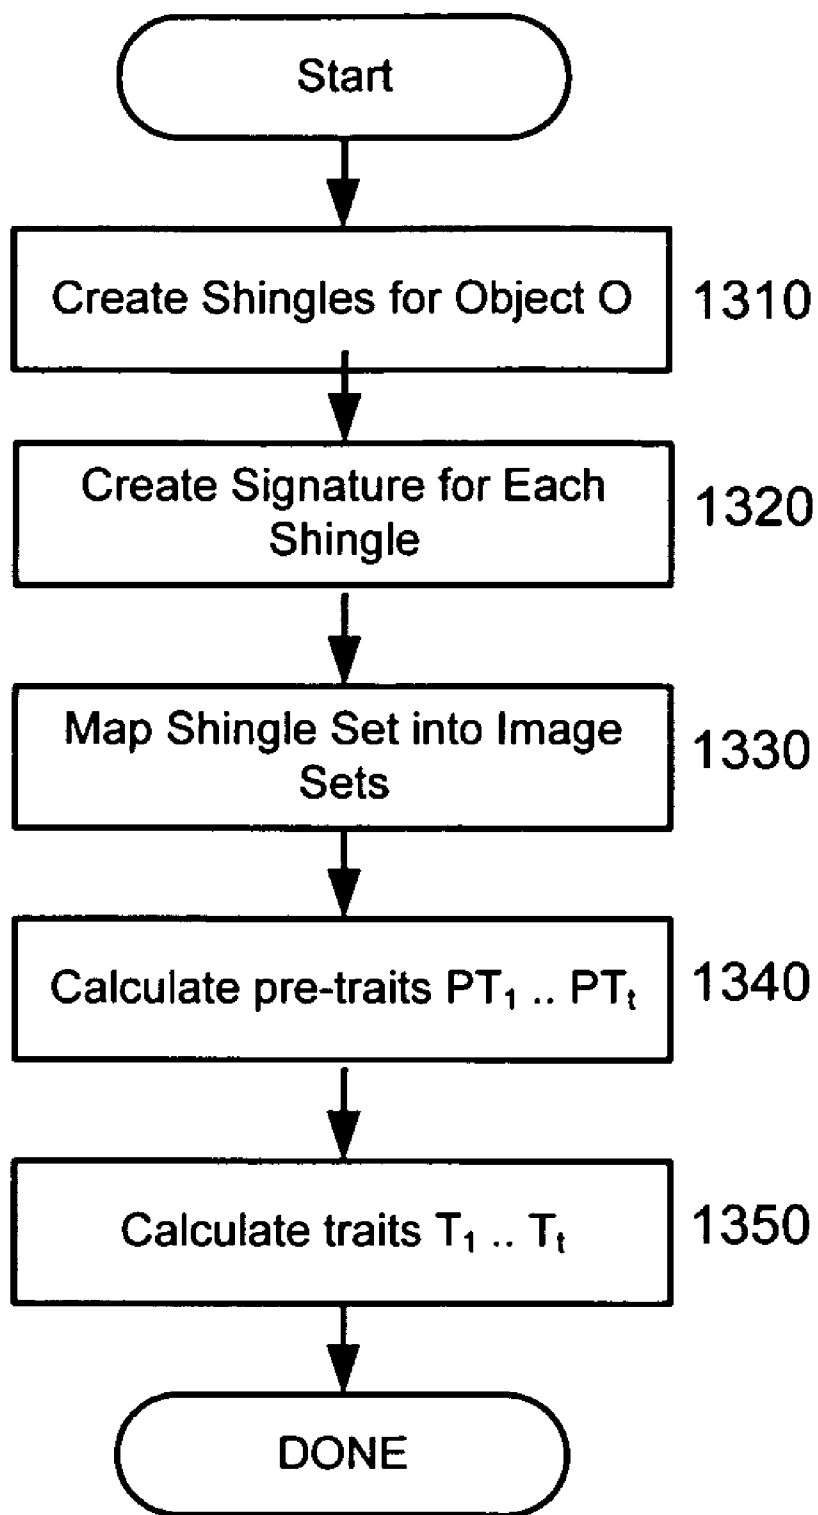 Start
Create Shingles for Object O
1310
Create Signature for Each
Shingle
1320
Map Shingle Set into Image
Sets
1330
Calculate pre-traits PT₁ .. PTₜ
1340
Calculate traits T₁ .. Tₜ
1350
DONE